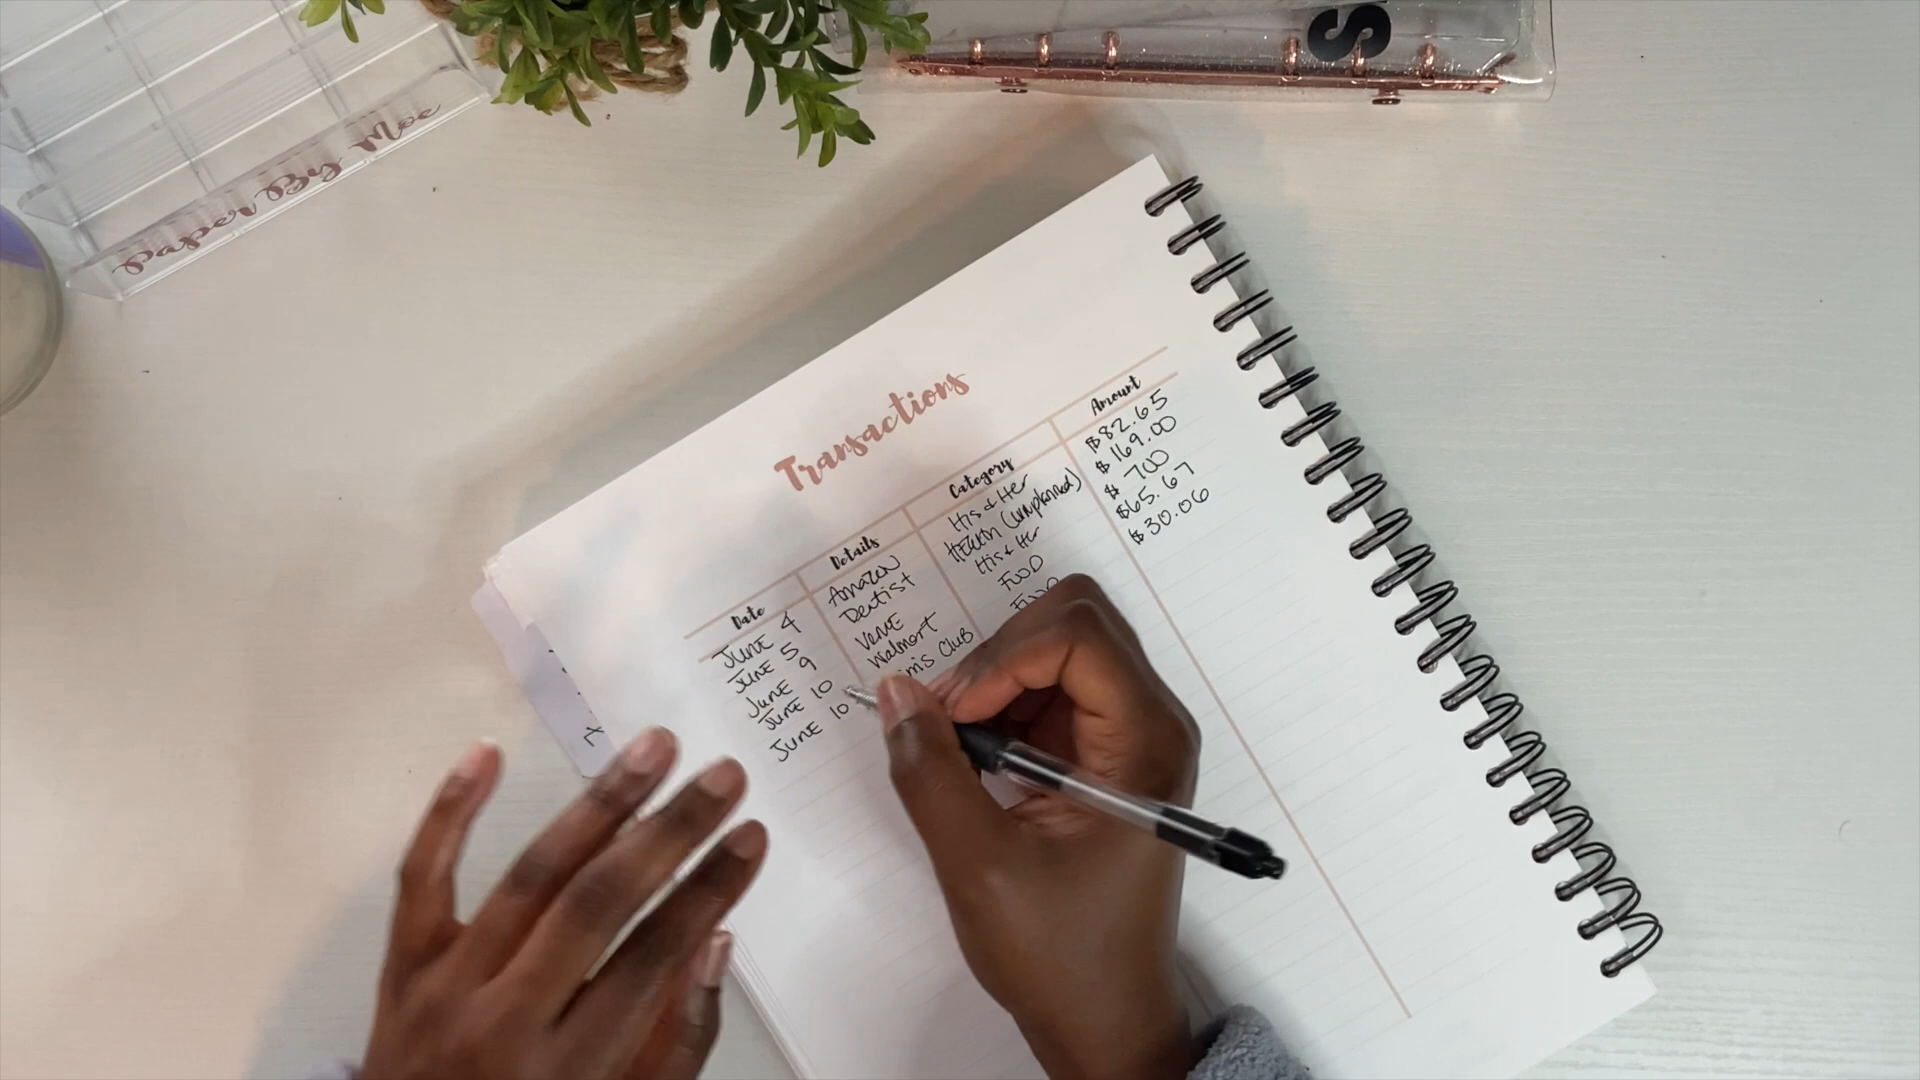 Paper By Moe
S
Transactions
Date Details Category Amount
June 4 Amazon His & Her $82.65
June 5 Dentist Health (unplanned) $169.00
June 9 Venue His & Her $700
June 10 Walmart Food $65.67
June 10 Club Food $30.06